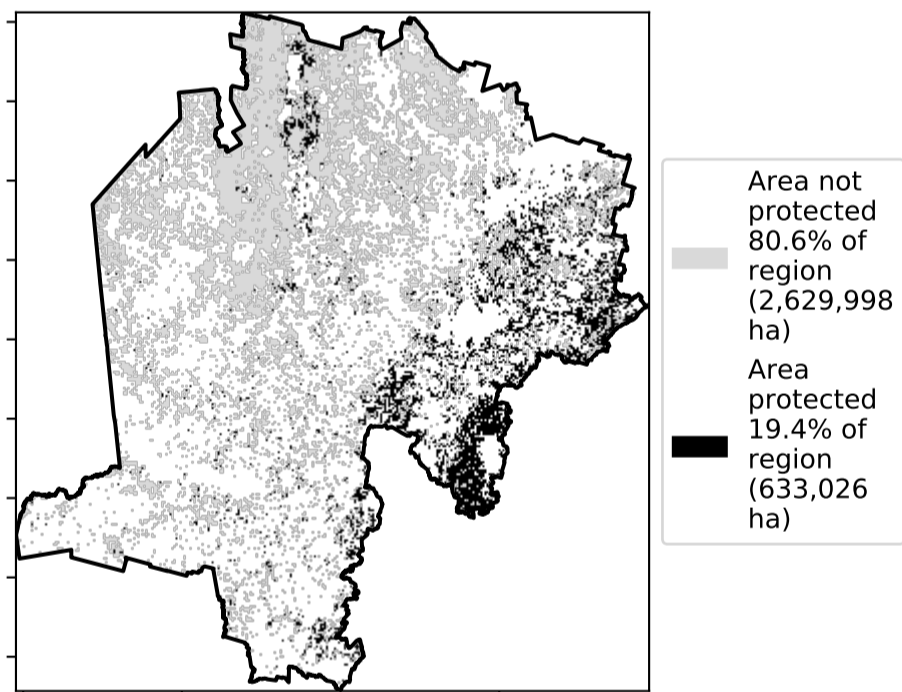 Area not
protected
80.6% of
region
(2,629,998
ha)
Area
protected
19.4% of
region
(633,026
ha)